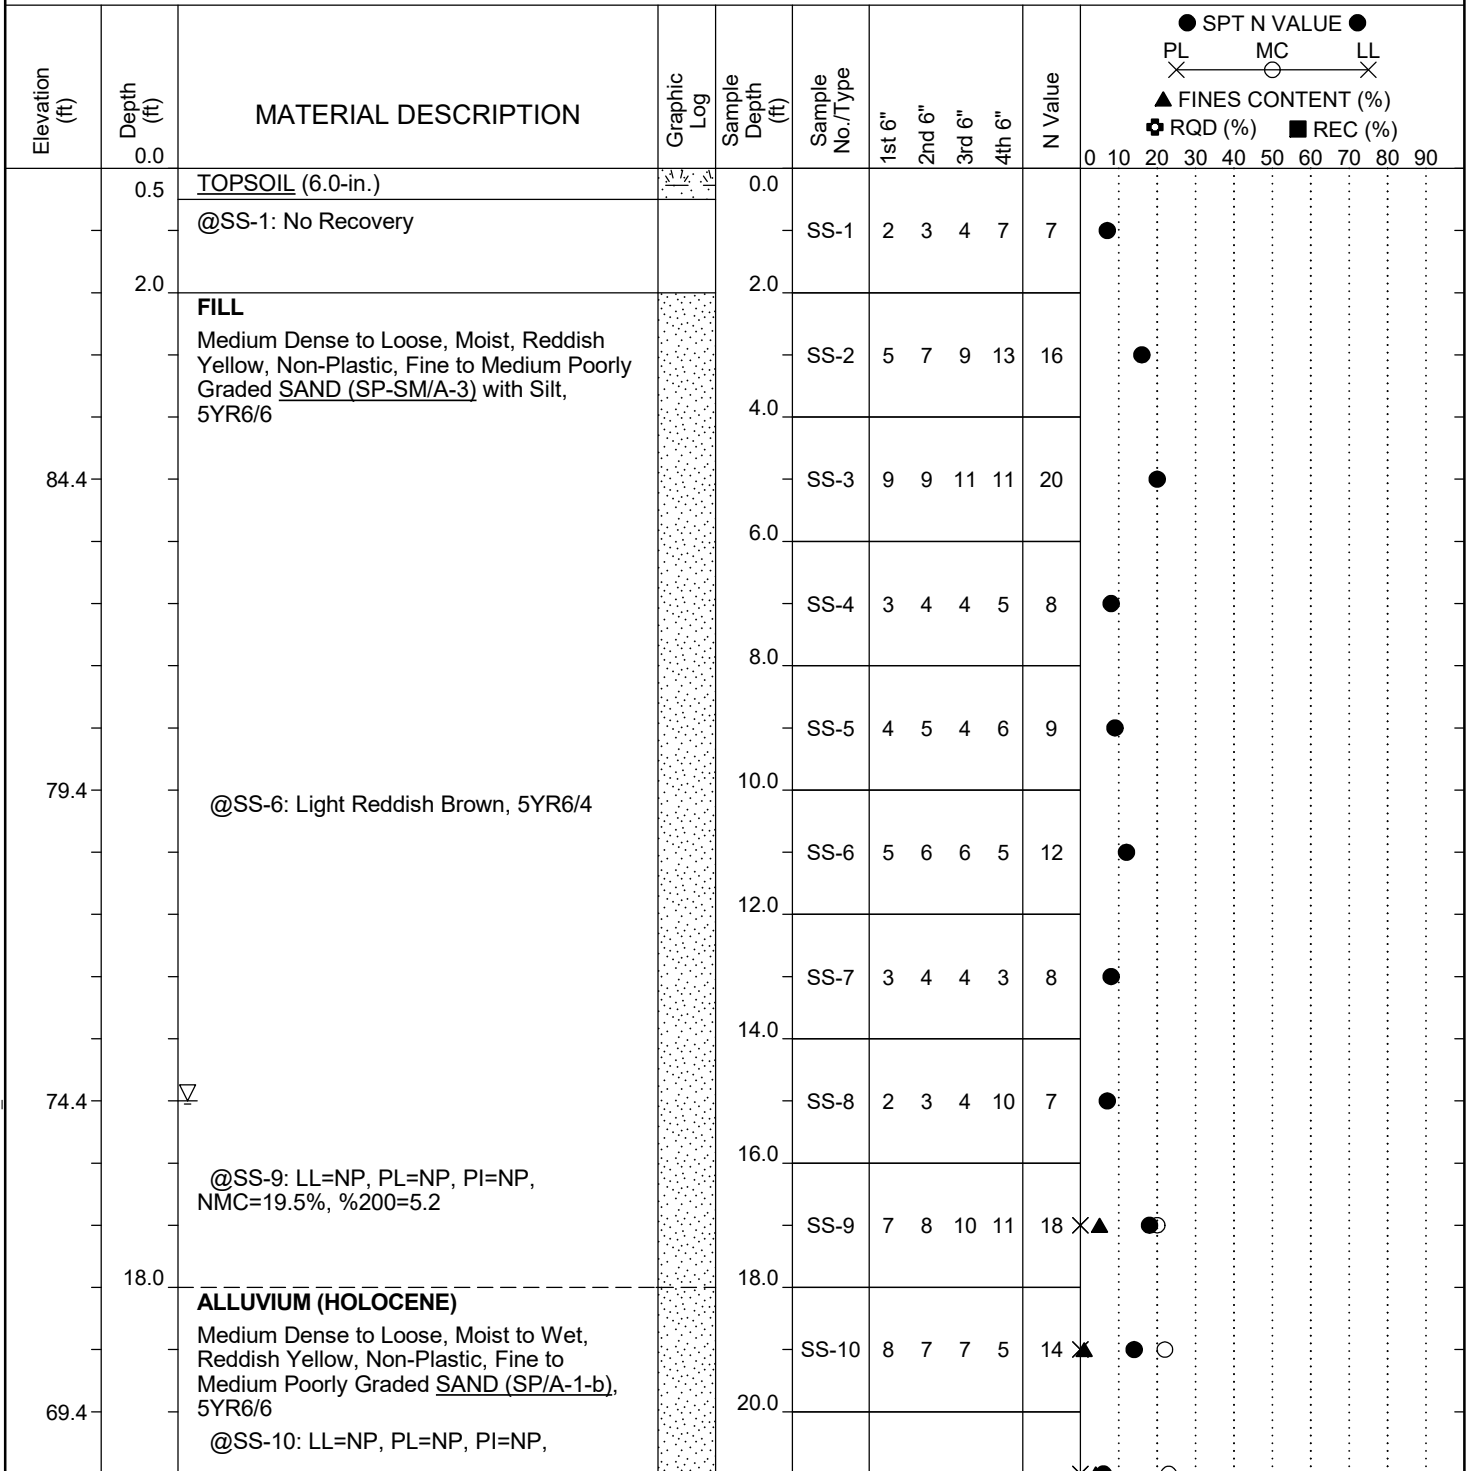 ● SPT N VALUE ●
PL MC LL
▲ FINES CONTENT (%)
RQD (%) ■ REC (%)
0 10 20 30 40 50 60 70 80 90
Elevation (ft)
Depth (ft)
0.0
MATERIAL DESCRIPTION
Graphic Log
Sample Depth (ft)
Sample No./Type
1st 6"
2nd 6"
3rd 6"
4th 6"
N Value
0.5 TOPSOIL (6.0-in.) 0.0
@SS-1: No Recovery
SS-1 2 3 4 7 7
2.0 2.0
FILL
Medium Dense to Loose, Moist, Reddish
Yellow, Non-Plastic, Fine to Medium Poorly
Graded SAND (SP-SM/A-3) with Silt,
5YR6/6
SS-2 5 7 9 13 16
4.0
84.4 SS-3 9 9 11 11 20
6.0
SS-4 3 4 4 5 8
8.0
SS-5 4 5 4 6 9
10.0
79.4
@SS-6: Light Reddish Brown, 5YR6/4
SS-6 5 6 6 5 12
12.0
SS-7 3 4 4 3 8
14.0
74.4 SS-8 2 3 4 10 7
16.0
@SS-9: LL=NP, PL=NP, PI=NP,
NMC=19.5%, %200=5.2
SS-9 7 8 10 11 18
18.0 18.0
ALLUVIUM (HOLOCENE)
Medium Dense to Loose, Moist to Wet,
Reddish Yellow, Non-Plastic, Fine to
Medium Poorly Graded SAND (SP/A-1-b),
5YR6/6
SS-10 8 7 7 5 14
20.0
69.4
@SS-10: LL=NP, PL=NP, PI=NP,